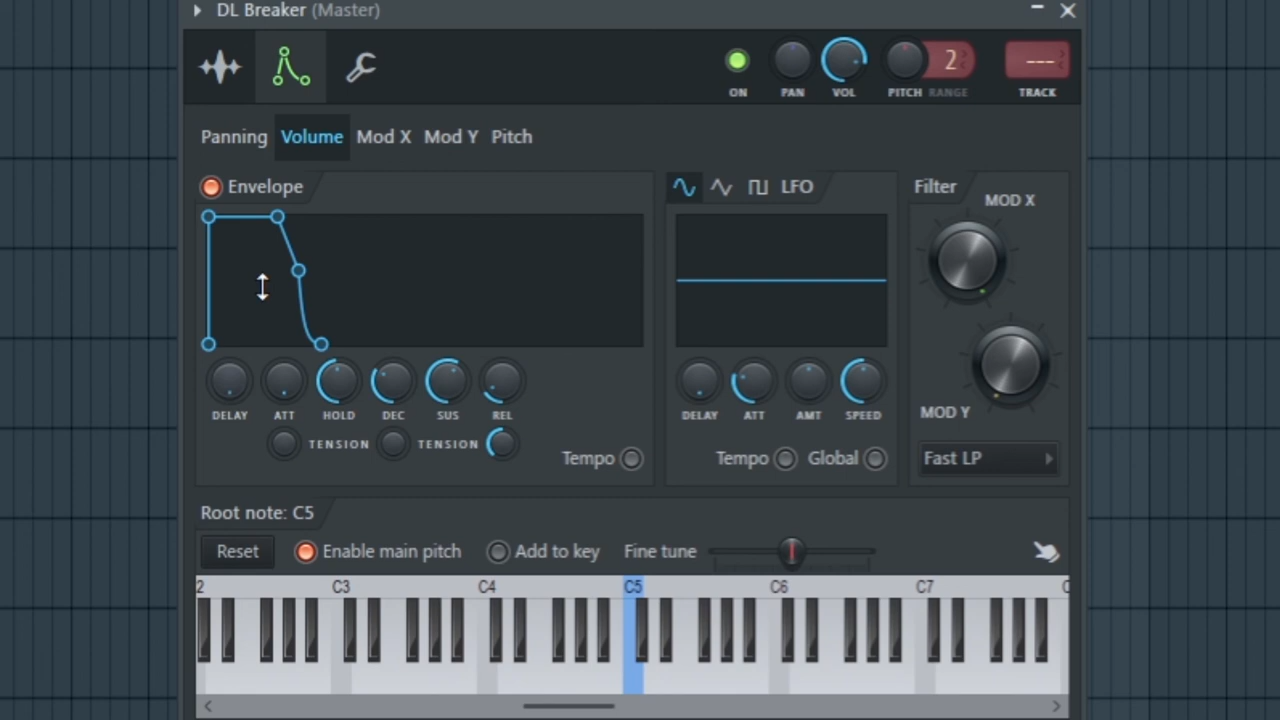 DL Breaker (Master)
2
---
ON PAN VOL PITCH RANGE TRACK
Panning Volume Mod X Mod Y Pitch
Envelope LFO Filter
MOD X
DELAY ATT HOLD DEC SUS REL DELAY ATT AMT SPEED MOD Y
TENSION TENSION
Tempo Tempo Global Fast LP
Root note: C5
Reset Enable main pitch Add to key Fine tune
2 C3 C4 C5 C6 C7